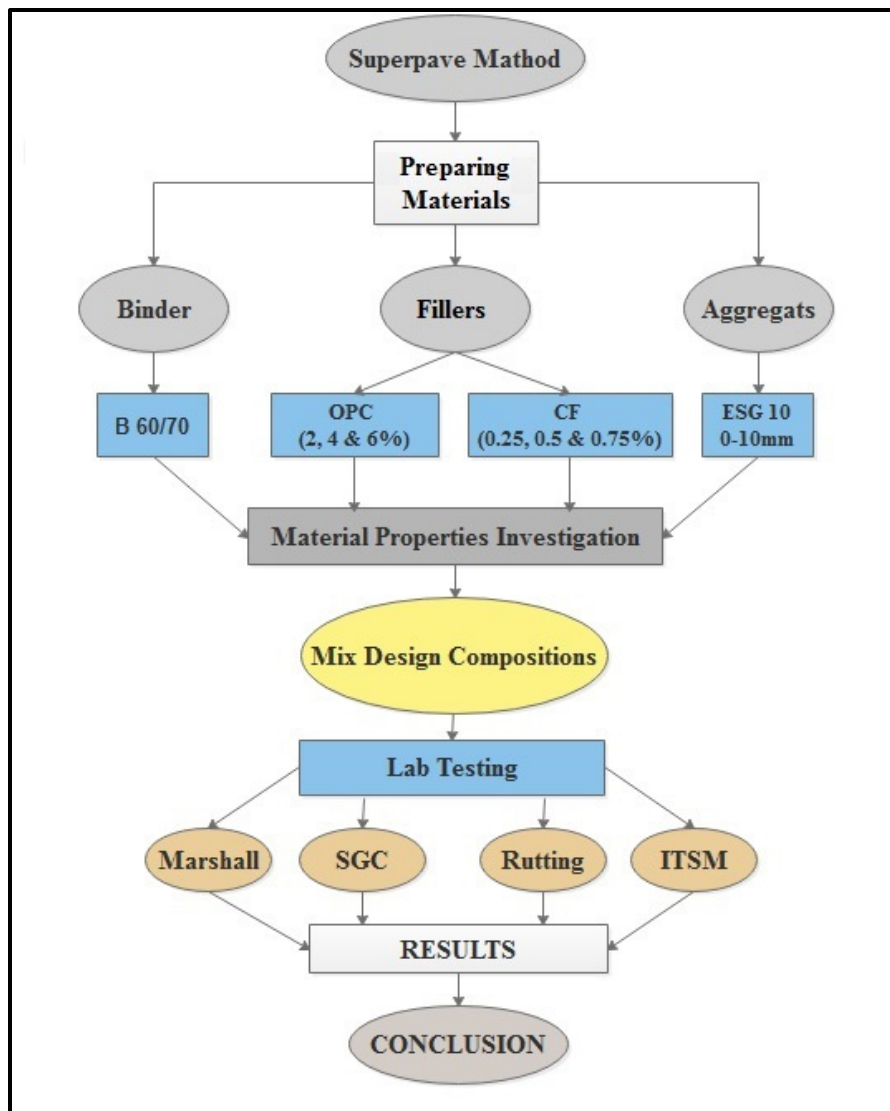 Superpave Mathod
Preparing
Materials
Binder
Fillers
Aggregats
B 60/70
OPC
(2, 4 & 6%)
CF
(0.25, 0.5 & 0.75%)
ESG 10
0-10mm
Material Properties Investigation
Mix Design Compositions
Lab Testing
Marshall
SGC
Rutting
ITSM
RESULTS
CONCLUSION